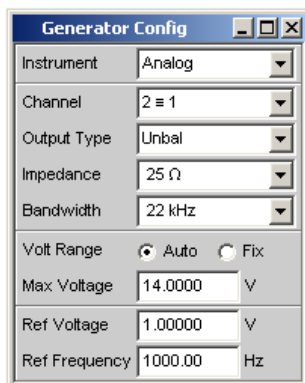 Generator Config
Instrument Analog
Channel 2 ≡ 1
Output Type Unbal
Impedance 25 Ω
Bandwidth 22 kHz
Volt Range Auto Fix
Max Voltage 14.0000 V
Ref Voltage 1.00000 V
Ref Frequency 1000.00 Hz